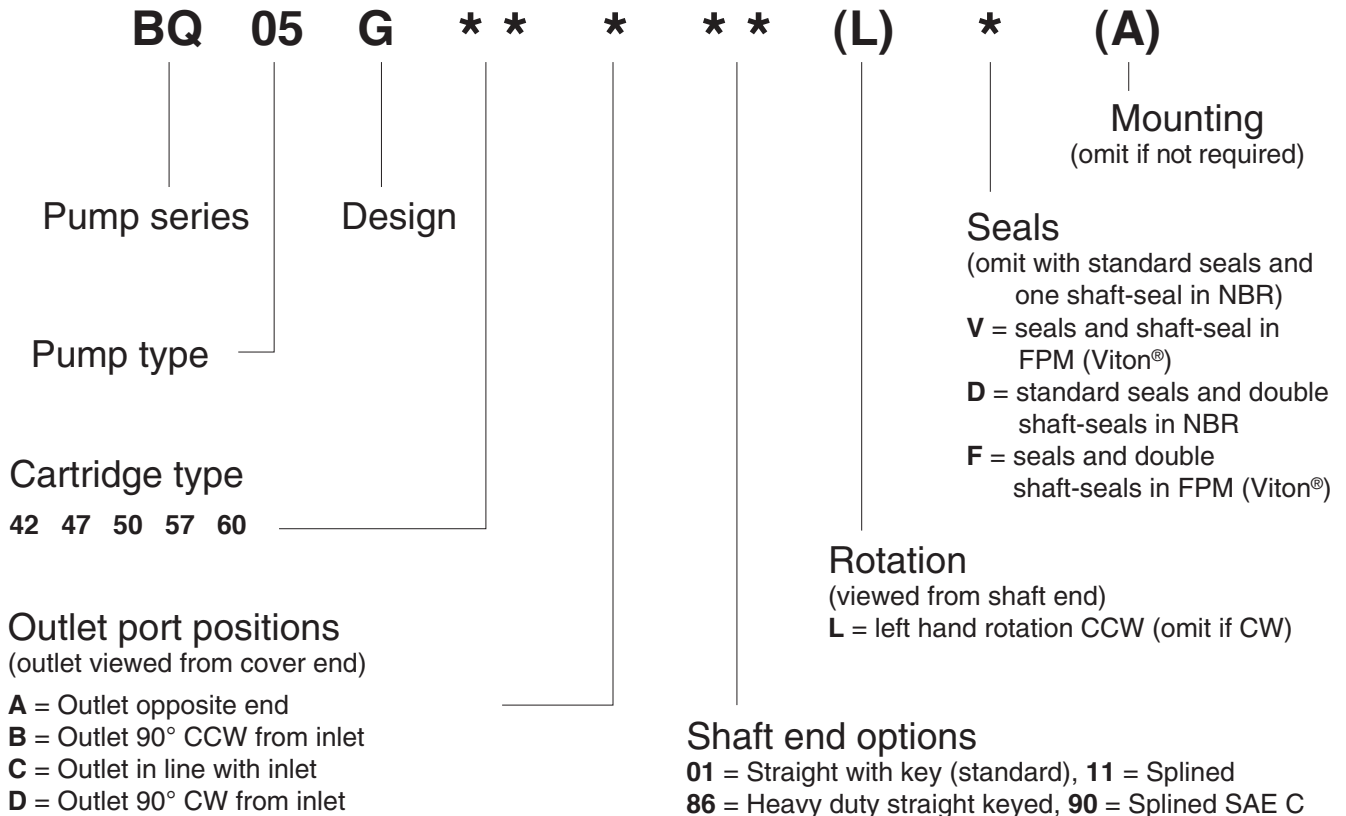 BQ 05 G * * * * * (L) * (A)
Mounting
(omit if not required)
Pump series
Design
Seals
(omit with standard seals and
one shaft-seal in NBR)
V = seals and shaft-seal in
FPM (Viton®)
D = standard seals and double
shaft-seals in NBR
F = seals and double
shaft-seals in FPM (Viton®)
Pump type
Cartridge type
42 47 50 57 60
Rotation
(viewed from shaft end)
L = left hand rotation CCW (omit if CW)
Outlet port positions
(outlet viewed from cover end)
A = Outlet opposite end
B = Outlet 90° CCW from inlet
C = Outlet in line with inlet
D = Outlet 90° CW from inlet
Shaft end options
01 = Straight with key (standard), 11 = Splined
86 = Heavy duty straight keyed, 90 = Splined SAE C